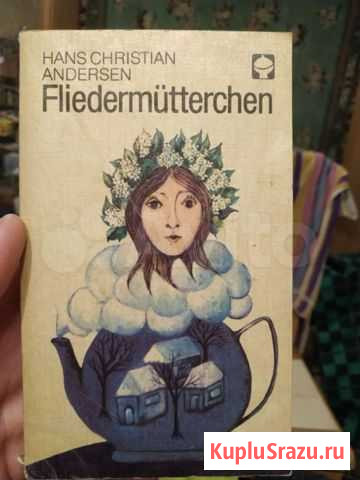 HANS CHRISTIAN
ANDERSEN
Fliedermütterchen
KupluSrazu.ru